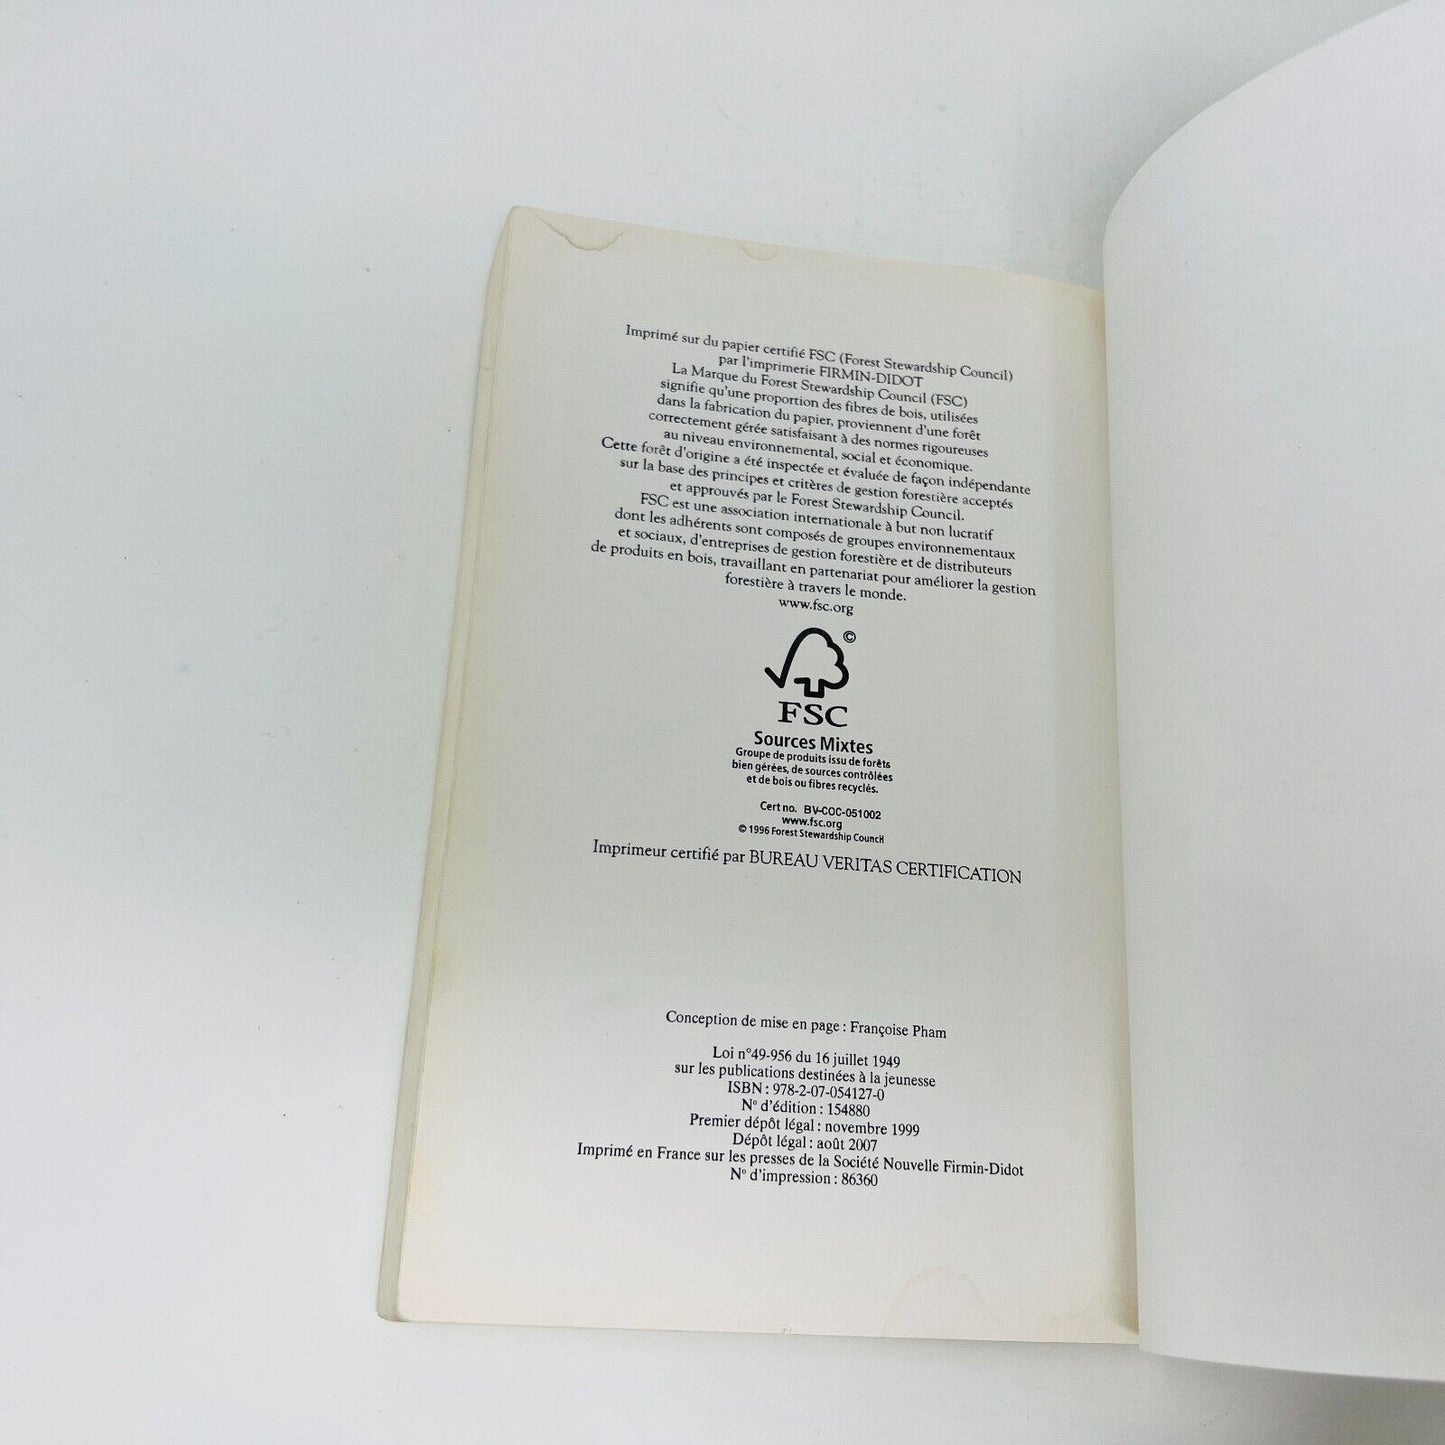 Imprimé sur du papier certifié FSC (Forest Stewardship Council)
par l'imprimerie FIRMIN-DIDOT
La Marque du Forest Stewardship Council (FSC)
signifie qu'une proportion des fibres de bois, utilisées
dans la fabrication du papier, proviennent d'une forêt
correctement gérée satisfaisant à des normes rigoureuses
au niveau environnemental, social et économique.
Cette forêt d'origine a été inspectée et évaluée de façon indépendante
sur la base des principes et critères de gestion forestière acceptés
et approuvés par le Forest Stewardship Council.
FSC est une association internationale à but non lucratif
dont les adhérents sont composés de groupes environnementaux
et sociaux, d'entreprises de gestion forestière et de distributeurs
de produits en bois, travaillant en partenariat pour améliorer la gestion
forestière à travers le monde.
www.fsc.org
©
FSC
Sources Mixtes
Groupe de produits issu de forêts
bien gérées, de sources contrôlées
et de bois ou fibres recyclés.
Cert no. BV-COC-051002
www.fsc.org
© 1996 Forest Stewardship Council
Imprimeur certifié par BUREAU VERITAS CERTIFICATION
Conception de mise en page : Françoise Pham
Loi n°49-956 du 16 juillet 1949
sur les publications destinées à la jeunesse
ISBN : 978-2-07-054127-0
N° d'édition : 154880
Premier dépôt légal : novembre 1999
Dépôt légal : août 2007
Imprimé en France sur les presses de la Société Nouvelle Firmin-Didot
N° d'impression : 86360